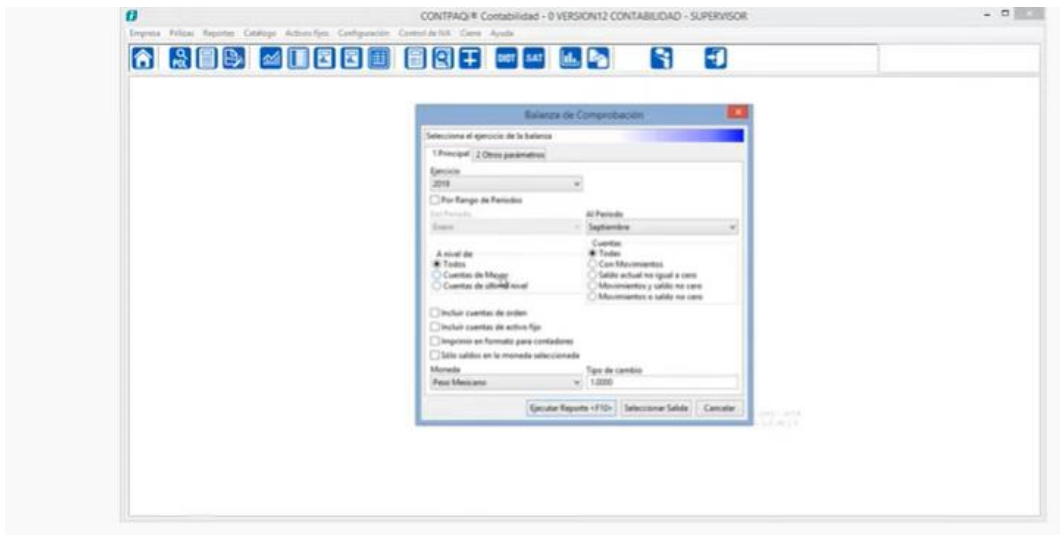 CONTPAQi® Contabilidad - 0 VERSION12 CONTABILIDAD - SUPERVISOR
Empresa Pólizas Reportes Catálogo Activos fijos Configuración Control de IVA Cierre Ayuda
POL DIOT SAT
Balanza de Comprobación
Selecciona el ejercicio de la balanza
1 Principal 2 Otros parámetros
Ejercicio
2019
Por Rango de Periodos
Del Periodo Al Periodo
Enero Septiembre
A nivel de Cuentas
Todos Todas
Cuentas de Mayor Con Movimientos
Cuentas de último nivel Saldo actual no igual a cero
Movimientos y saldo no cero
Movimientos o saldo no cero
Incluir cuentas de orden
Incluir cuentas de activo fijo
Imprimir en formato para contadores
Sólo saldos en la moneda seleccionada
Moneda Tipo de cambio
Peso Mexicano 1.0000
Ejecutar Reporte <F10> Seleccionar Salida Cancelar